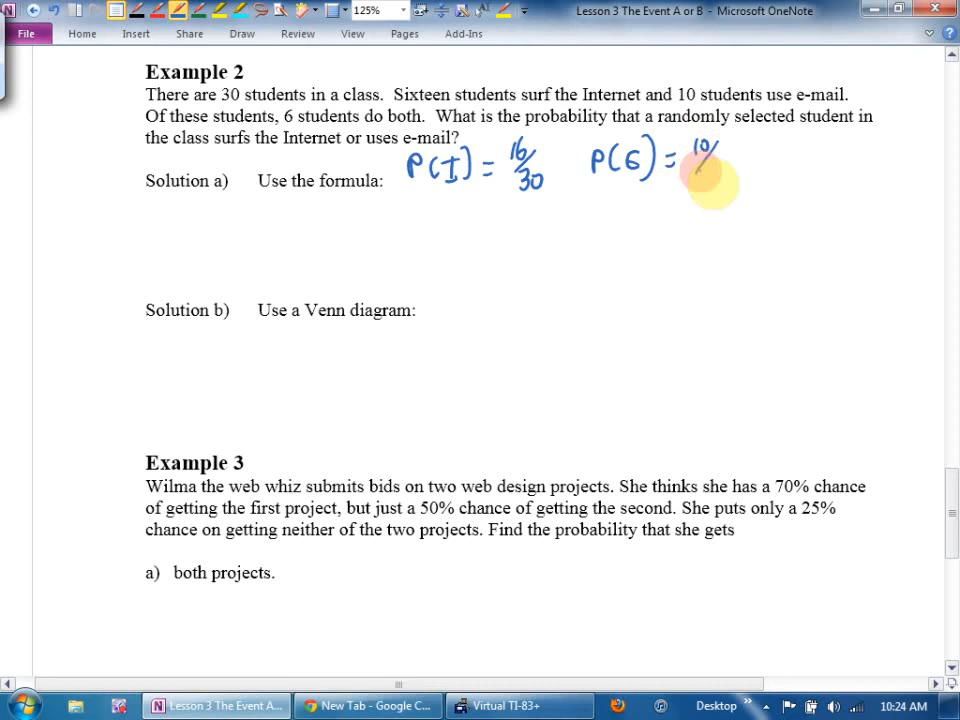 125%
Lesson 3 The Event A or B - Microsoft OneNote
File Home Insert Share Draw Review View Pages Add-Ins
Example 2
There are 30 students in a class. Sixteen students surf the Internet and 10 students use e-mail.
Of these students, 6 students do both. What is the probability that a randomly selected student in
the class surfs the Internet or uses e-mail?
P(I) = 16/30 P(E) = 10/
Solution a) Use the formula:
Solution b) Use a Venn diagram:
Example 3
Wilma the web whiz submits bids on two web design projects. She thinks she has a 70% chance
of getting the first project, but just a 50% chance of getting the second. She puts only a 25%
chance on getting neither of the two projects. Find the probability that she gets
a) both projects.
Lesson 3 The Event A... New Tab - Google C... Virtual TI-83+ Desktop 10:24 AM